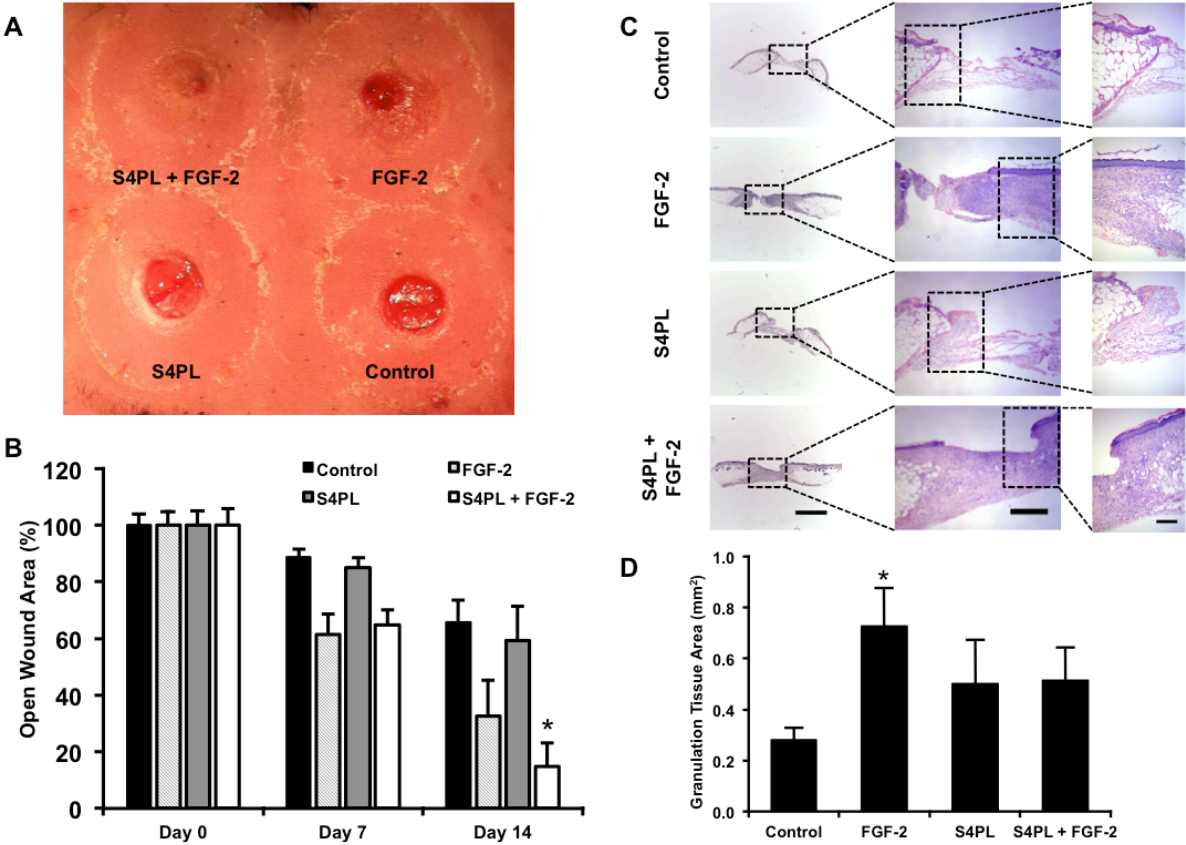 A
S4PL + FGF-2
FGF-2
S4PL
Control
B
Open Wound Area (%)
120
100
80
60
40
20
0
Control
FGF-2
S4PL
S4PL + FGF-2
*
Day 0
Day 7
Day 14
C
Control
FGF-2
S4PL
S4PL +
FGF-2
D
Granulation Tissue Area (mm²)
1.0
0.8
0.6
0.4
0.2
0.0
*
Control
FGF-2
S4PL
S4PL + FGF-2